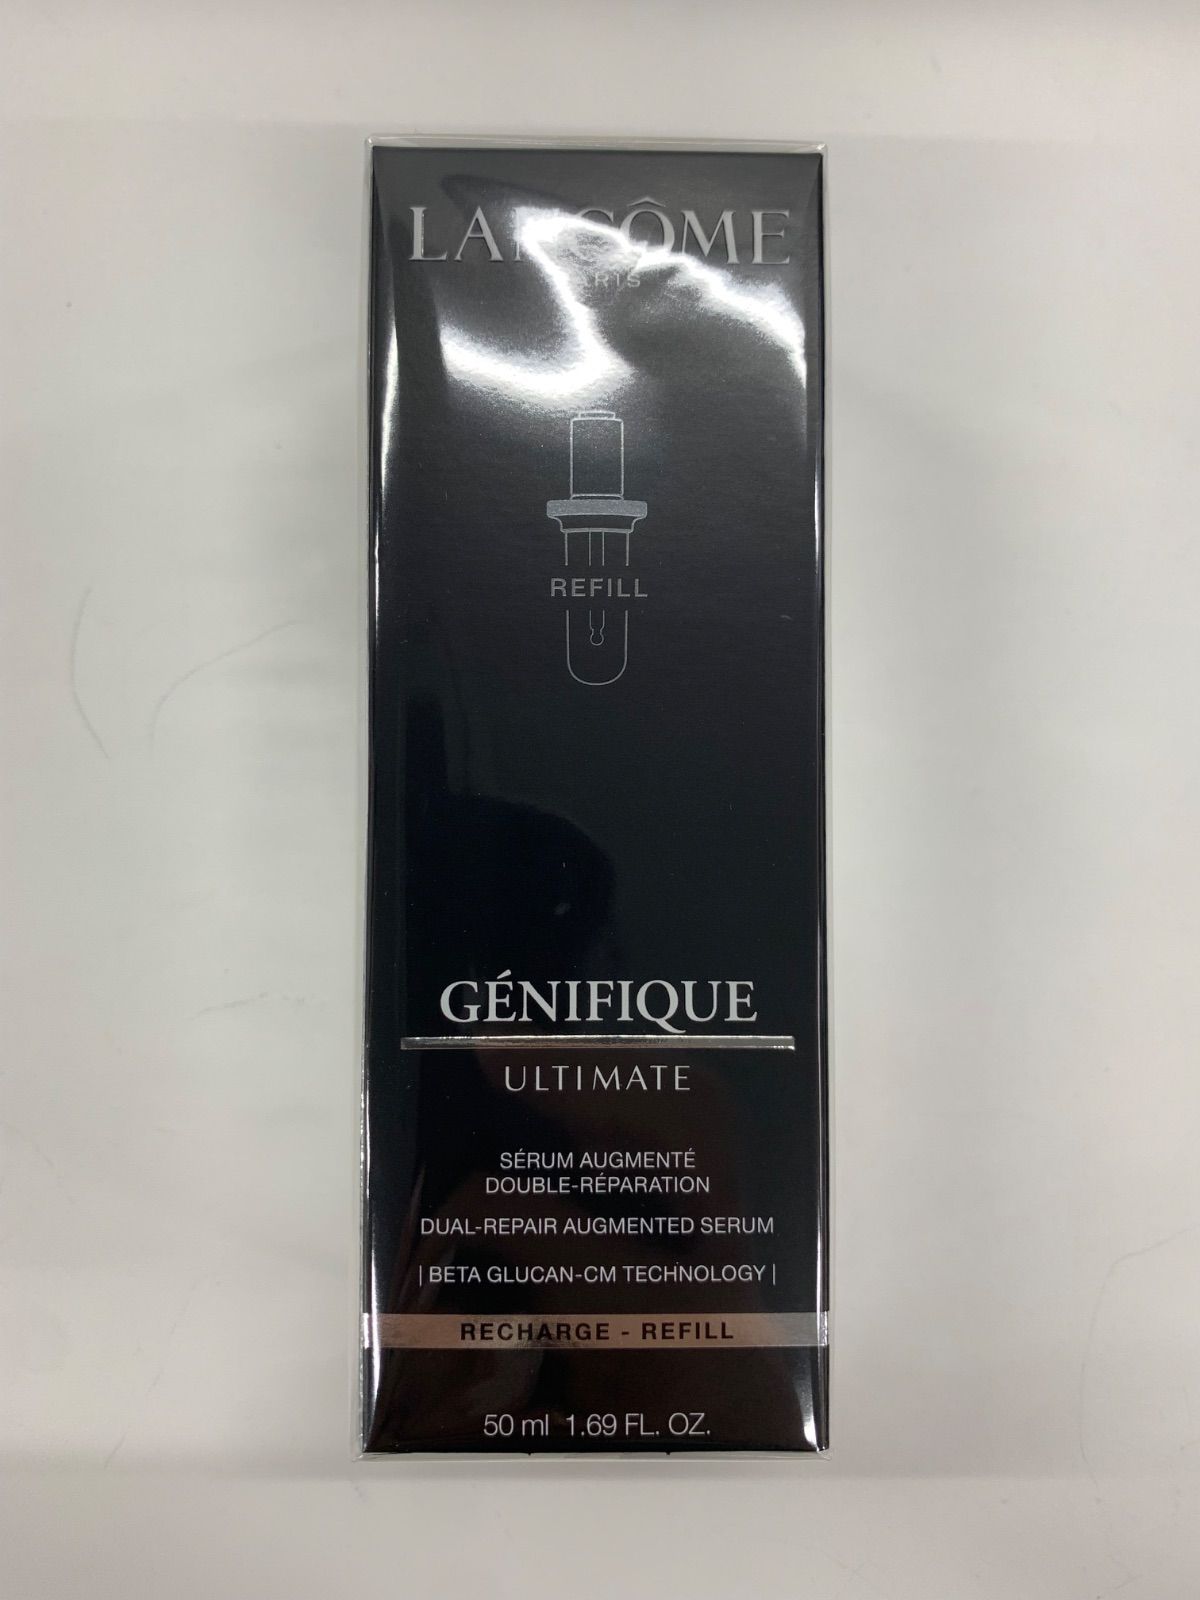 LANCÔME
PARIS
REFILL
GÉNIFIQUE
ULTIMATE
SÉRUM AUGMENTÉ
DOUBLE-RÉPARATION
DUAL-REPAIR AUGMENTED SERUM
| BETA GLUCAN-CM TECHNOLOGY |
RECHARGE - REFILL
50 ml 1.69 FL. OZ.